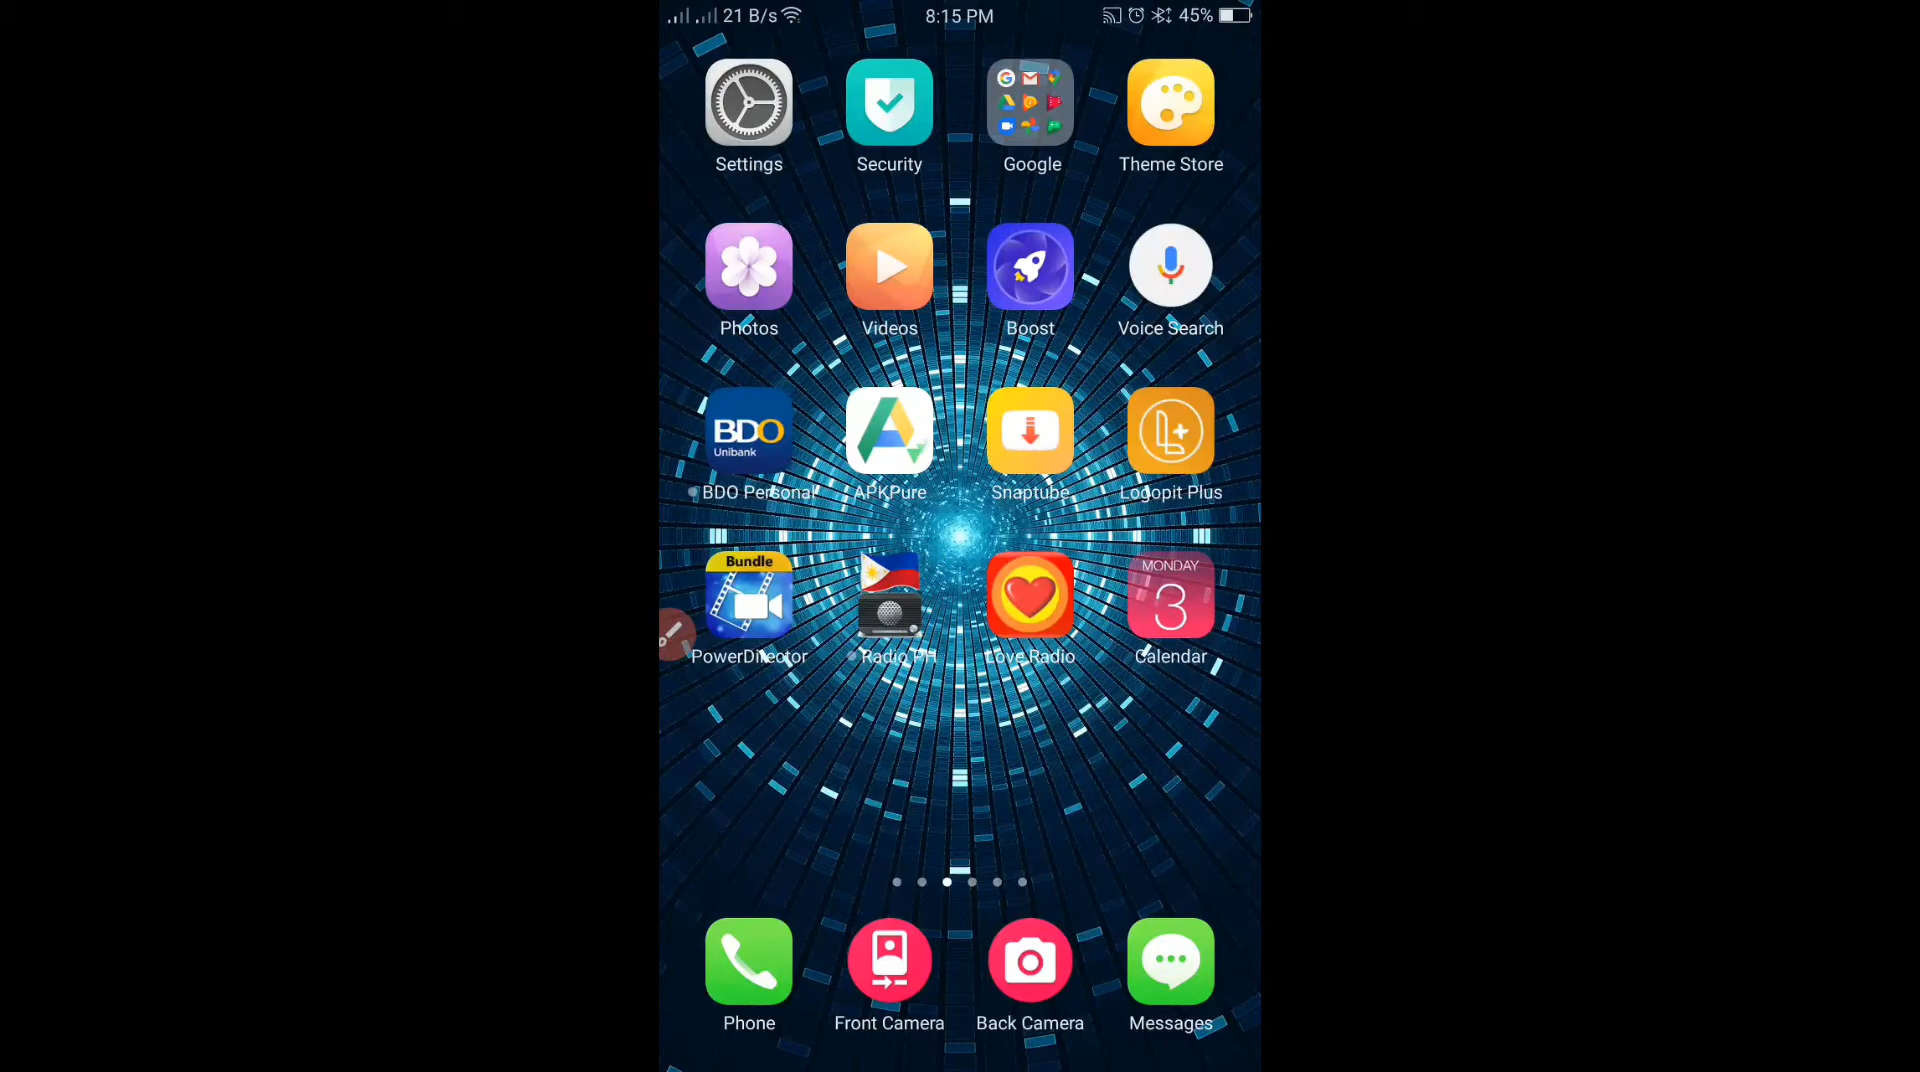 21 B/s 8:15 PM 45%
Settings Security Google Theme Store
Photos Videos Boost Voice Search
BDO
Unibank
BDO Personal APKPure Snaptube Logopit Plus
Bundle MONDAY
3
PowerDirector Radio PH Love Radio Calendar
Phone Front Camera Back Camera Messages